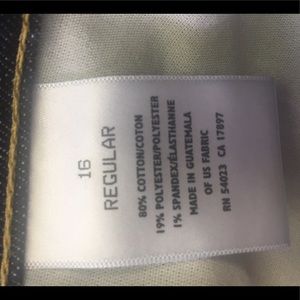 16
REGULAR
80% COTTON/COTON
19% POLYESTER/POLYESTER
1% SPANDEX/ÉLASTHANNE
MADE IN GUATEMALA
OF US FABRIC
RN 54023 CA 17897